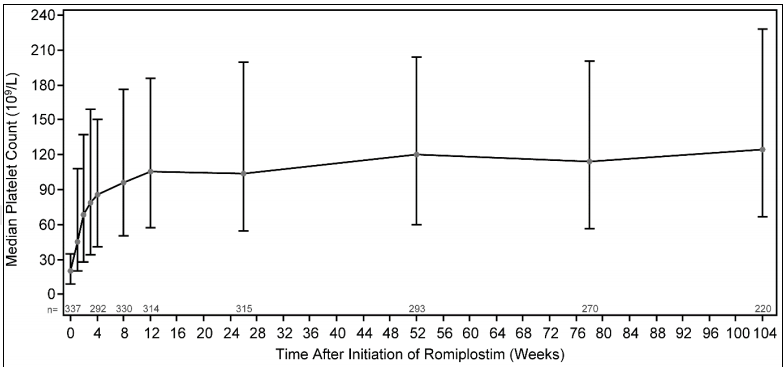 Median Platelet Count (10⁹/L)
240
210
180
150
120
90
60
30
0
n= 337 292 330 314 315 293 270 220
0 4 8 12 16 20 24 28 32 36 40 44 48 52 56 60 64 68 72 76 80 84 88 92 96 100 104
Time After Initiation of Romiplostim (Weeks)